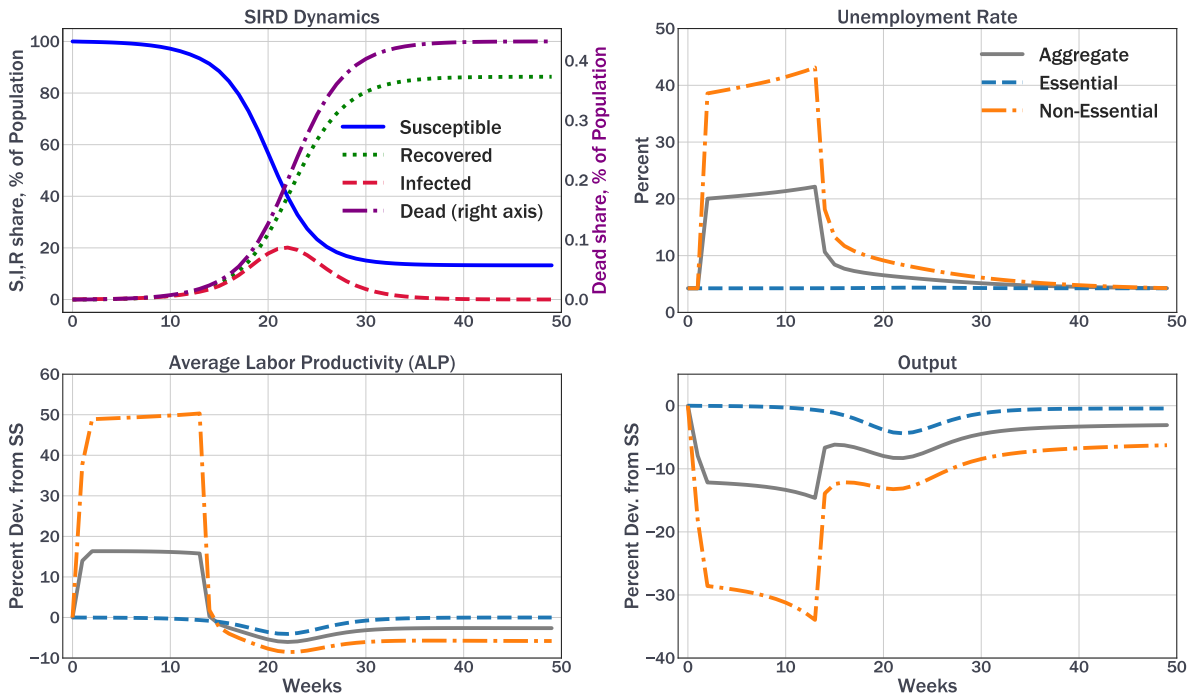 SIRD Dynamics
S,I,R share, % of Population
100
80
60
40
20
0
0.4
0.3
0.2
0.1
0.0
Dead share, % of Population
Susceptible
Recovered
Infected
Dead (right axis)
0 10 20 30 40 50
Unemployment Rate
Percent
50
40
30
20
10
0
Aggregate
Essential
Non-Essential
0 10 20 30 40 50
Average Labor Productivity (ALP)
Percent Dev. from SS
60
50
40
30
20
10
0
−10
0 10 20 30 40 50
Weeks
Output
Percent Dev. from SS
0
−10
−20
−30
−40
0 10 20 30 40 50
Weeks